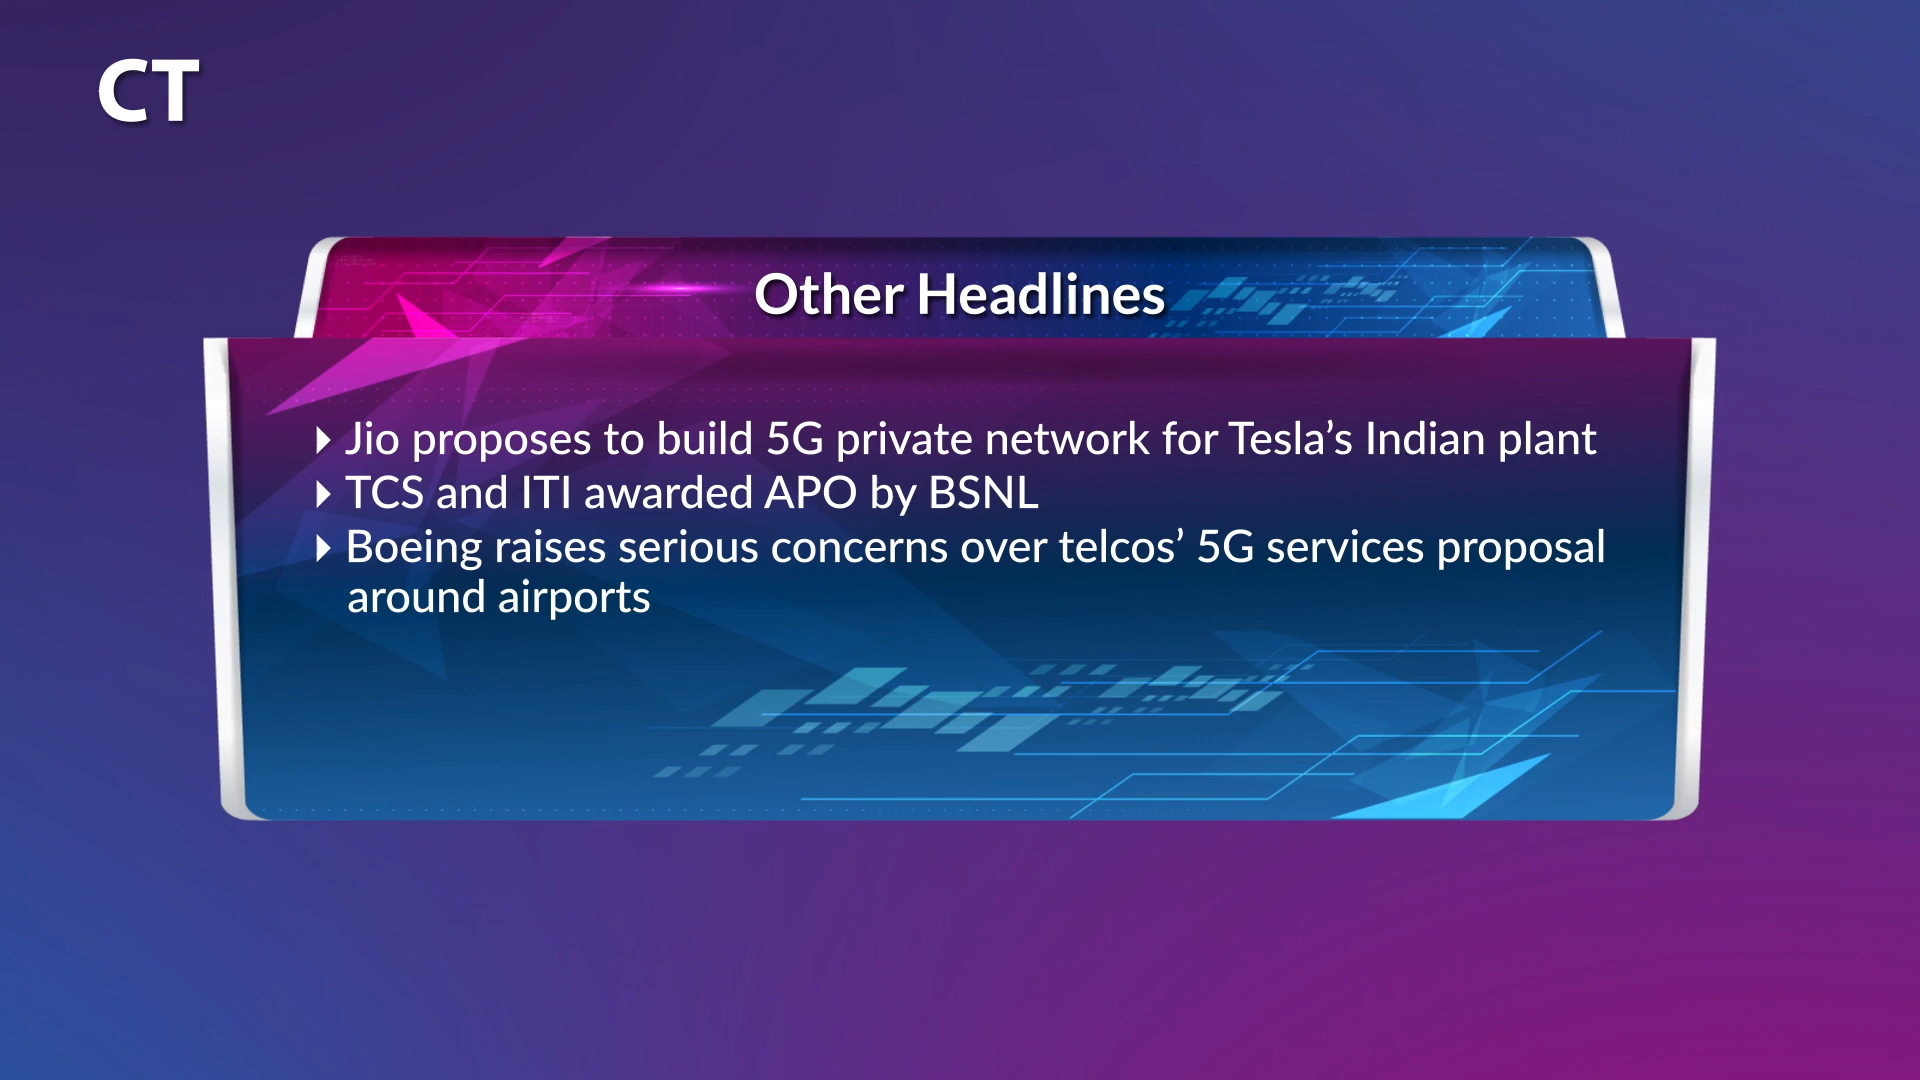 CT
Other Headlines
Jio proposes to build 5G private network for Tesla’s Indian plant
TCS and ITI awarded APO by BSNL
Boeing raises serious concerns over telcos’ 5G services proposal
around airports